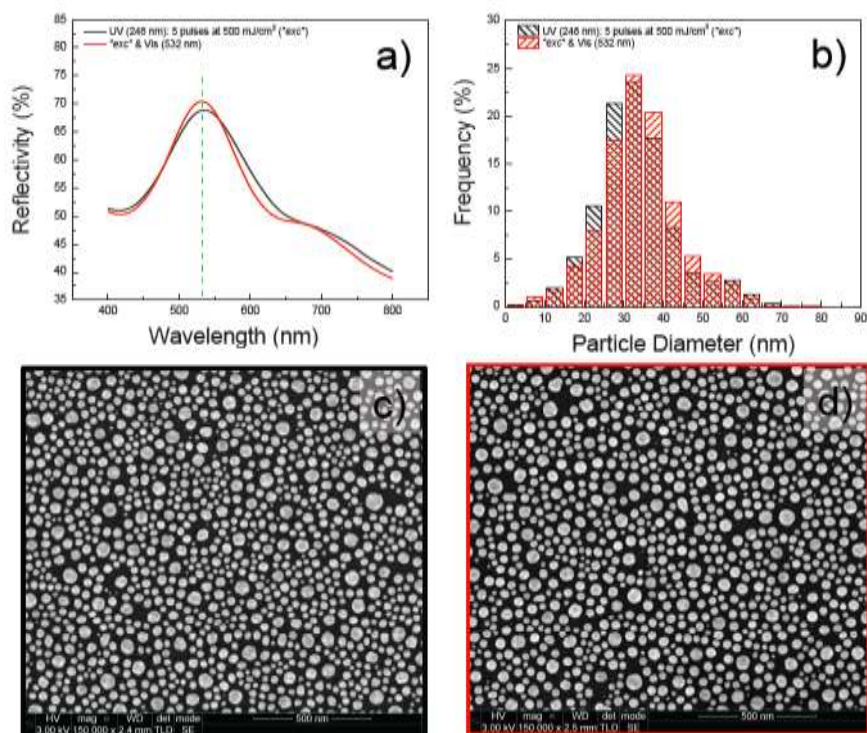 UV (248 nm): 5 pulses at 500 mJ/cm² ("exc")
"exc" & Vis (532 nm)
a)
85
80
75
70
65
60
55
50
45
40
35
Reflectivity (%)
400 500 600 700 800
Wavelength (nm)
UV (248 nm): 5 pulses at 500 mJ/cm² ("exc")
"exc" & Vis (532 nm)
b)
30
25
20
15
10
5
0
Frequency (%)
0 10 20 30 40 50 60 70 80 90
Particle Diameter (nm)
c)
HV mag WD det mode
3.00 kV 150 000 x 2.4 mm TLD SE
500 nm
d)
HV mag WD det mode
3.00 kV 150 000 x 2.5 mm TLD SE
500 nm